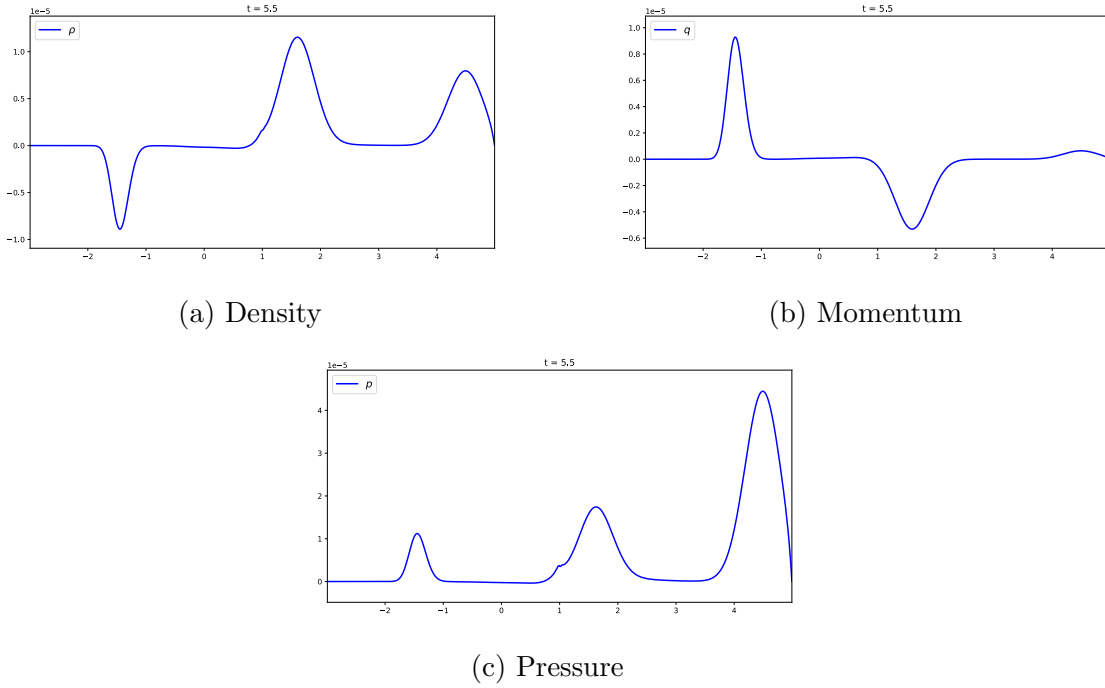 1e-5
t = 5.5
ρ
1.0
0.5
0.0
−0.5
−1.0
−2 −1 0 1 2 4
(a) Density
1e-5
t = 5.5
q
1.0
0.8
0.6
0.4
0.2
0.0
−0.2
−0.4
−0.6
−2 −1 0 1 2 4
(b) Momentum
1e-5
t = 5.5
p
4
3
2
1
0
−2 −1 0 1 2 3 4
(c) Pressure